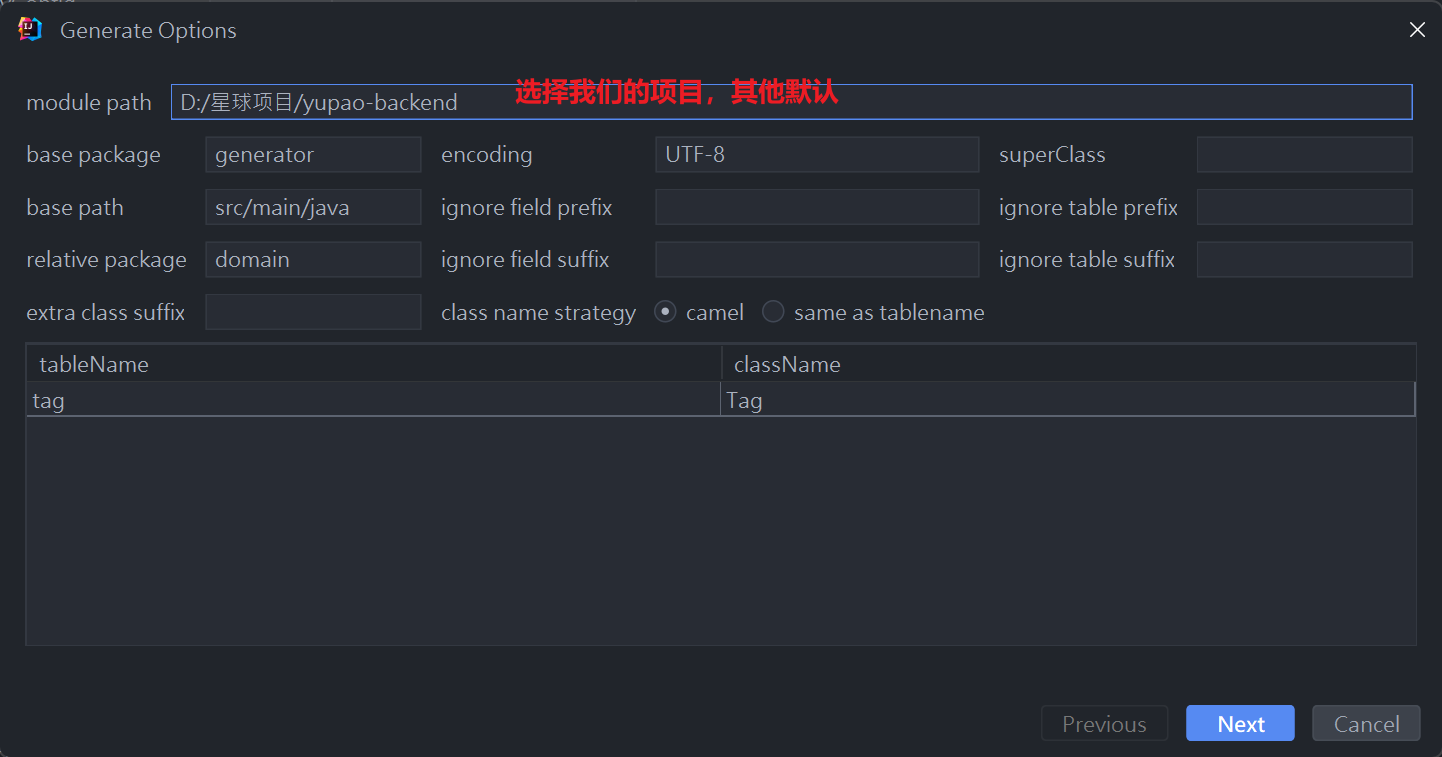 Generate Options
选择我们的项目，其他默认
module path D:/星球项目/yupao-backend
base package generator encoding UTF-8 superClass
base path src/main/java ignore field prefix ignore table prefix
relative package domain ignore field suffix ignore table suffix
extra class suffix class name strategy camel same as tablename
tableName className
tag Tag
Previous Next Cancel